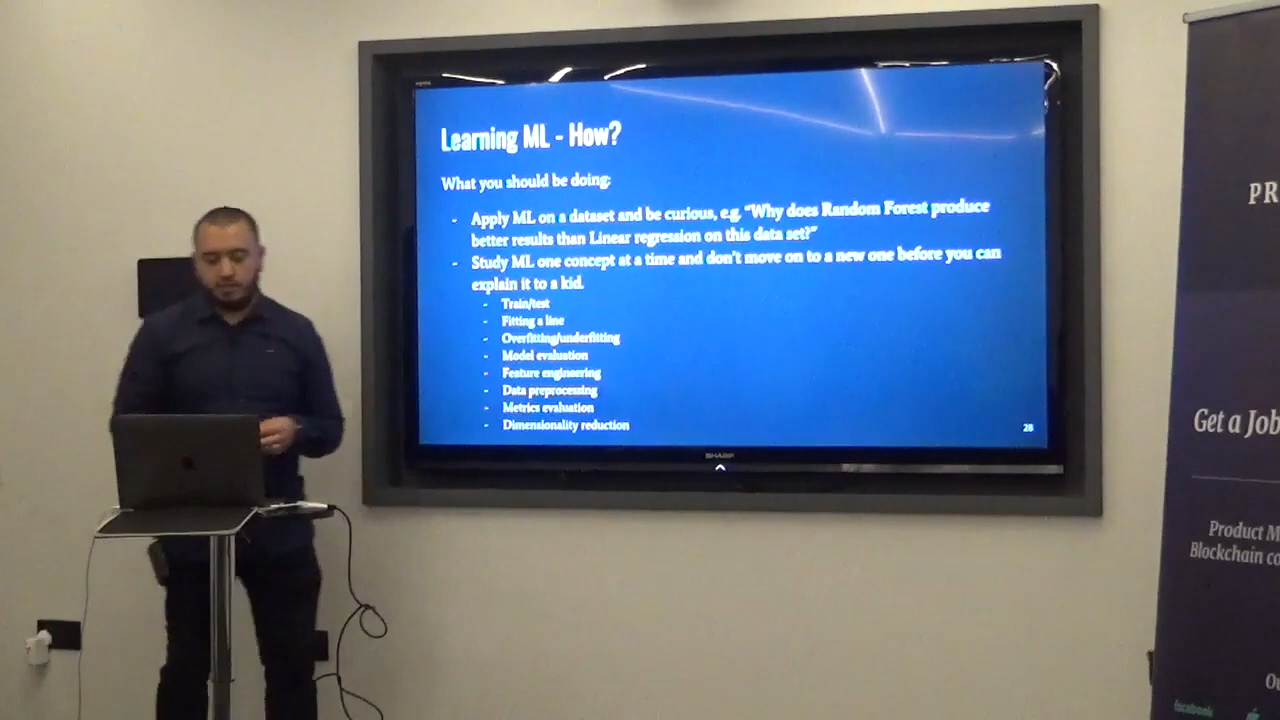 Learning ML - How?
What you should be doing:
- Apply ML on a dataset and be curious, e.g. “Why does Random Forest produce
better results than Linear regression on this data set?”
- Study ML one concept at a time and don't move on to a new one before you can
explain it to a kid.
- Train/test
- Fitting a line
- Overfitting/underfitting
- Model evaluation
- Feature engineering
- Data preprocessing
- Metrics evaluation
- Dimensionality reduction
28
SHARP
PR
Get a Job
Product M
Blockchain co
Ou
facebook